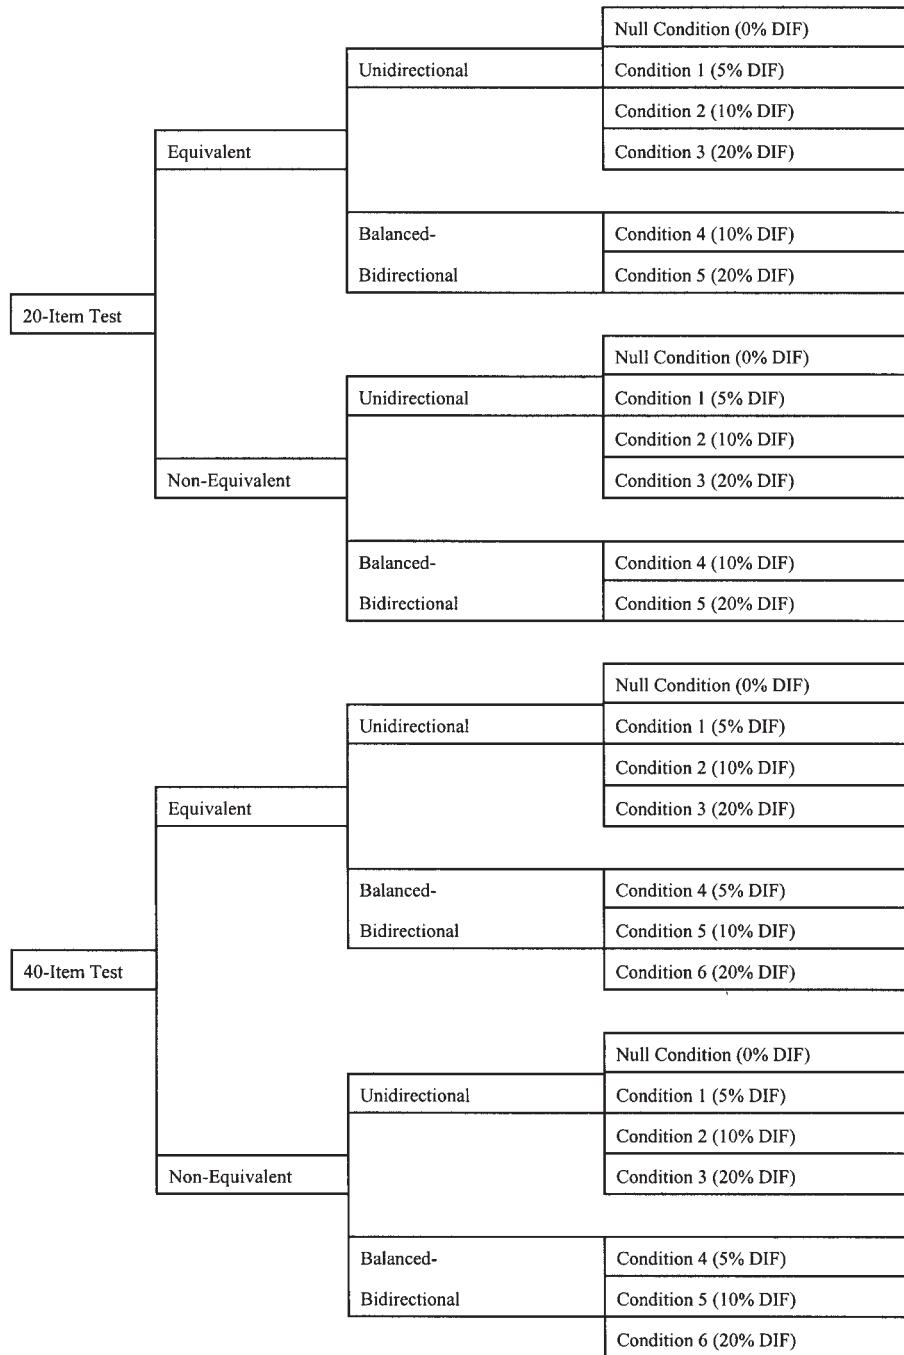 Null Condition (0% DIF)
Unidirectional
Condition 1 (5% DIF)
Condition 2 (10% DIF)
Equivalent
Condition 3 (20% DIF)
Balanced-
Condition 4 (10% DIF)
Bidirectional
Condition 5 (20% DIF)
20-Item Test
Null Condition (0% DIF)
Unidirectional
Condition 1 (5% DIF)
Condition 2 (10% DIF)
Non-Equivalent
Condition 3 (20% DIF)
Balanced-
Condition 4 (10% DIF)
Bidirectional
Condition 5 (20% DIF)
Null Condition (0% DIF)
Unidirectional
Condition 1 (5% DIF)
Condition 2 (10% DIF)
Equivalent
Condition 3 (20% DIF)
Balanced-
Condition 4 (5% DIF)
Bidirectional
Condition 5 (10% DIF)
40-Item Test
Condition 6 (20% DIF)
Null Condition (0% DIF)
Unidirectional
Condition 1 (5% DIF)
Condition 2 (10% DIF)
Non-Equivalent
Condition 3 (20% DIF)
Balanced-
Condition 4 (5% DIF)
Bidirectional
Condition 5 (10% DIF)
Condition 6 (20% DIF)